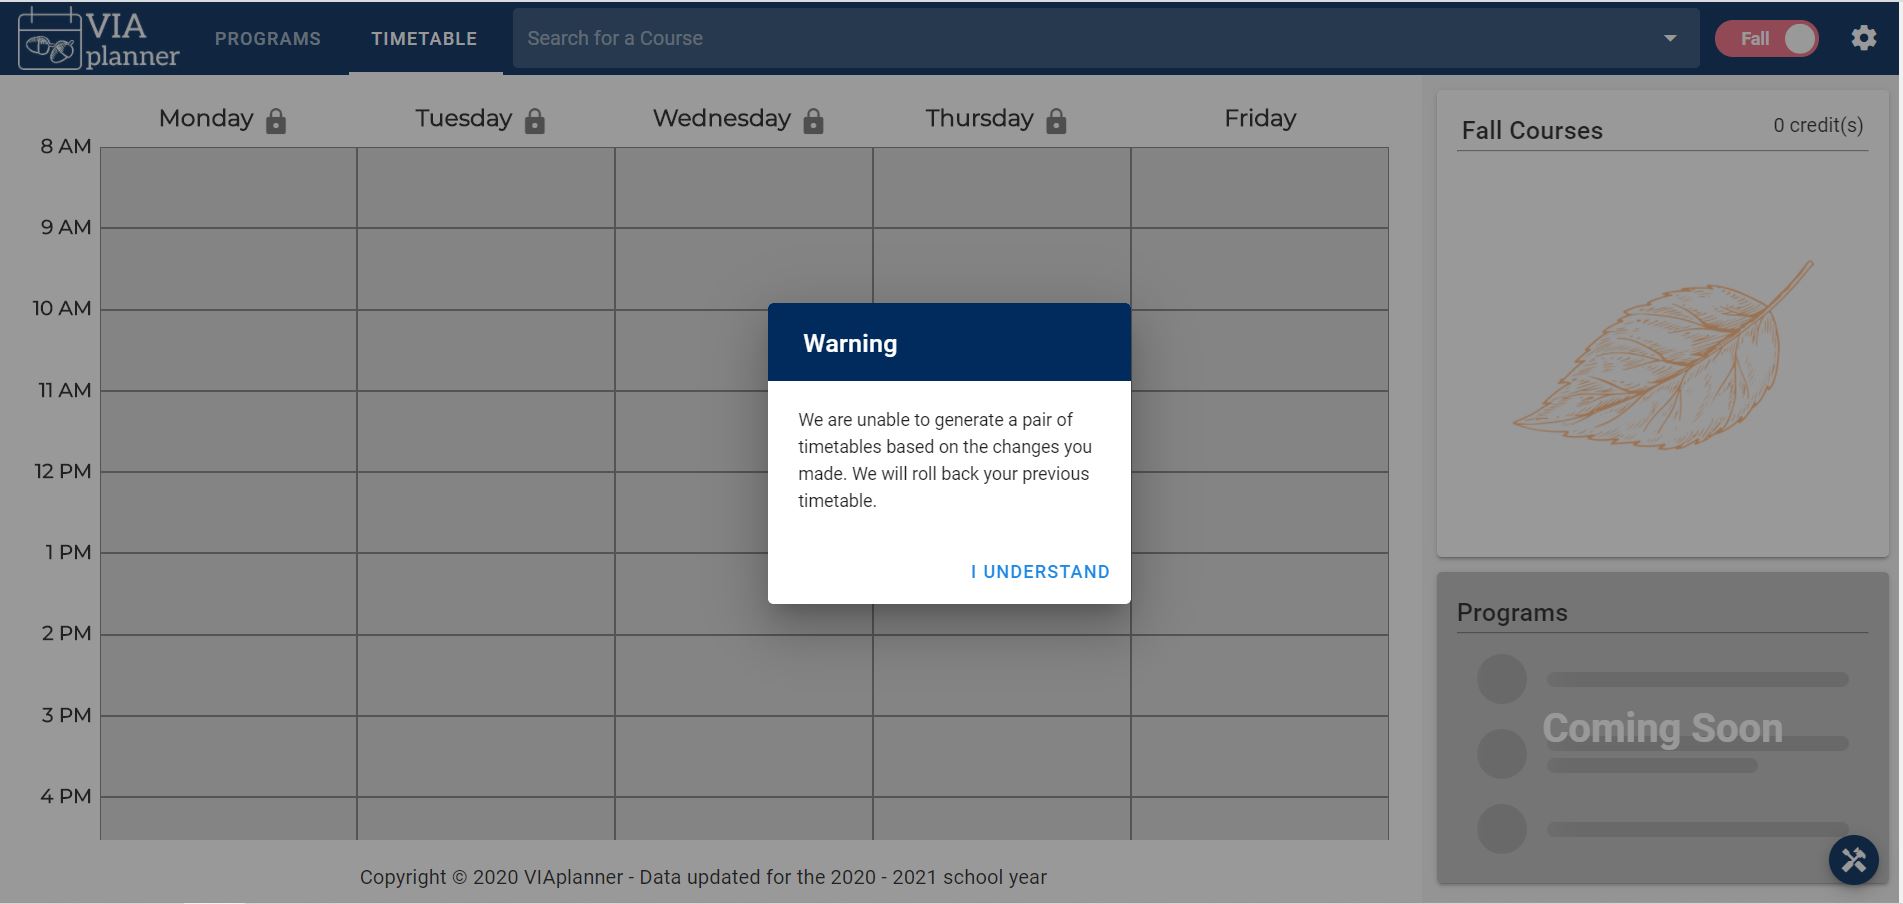 VIA
planner
PROGRAMS
TIMETABLE
Search for a Course
Fall
Monday
Tuesday
Wednesday
Thursday
Friday
8 AM
9 AM
10 AM
11 AM
12 PM
1 PM
2 PM
3 PM
4 PM
Warning
We are unable to generate a pair of
timetables based on the changes you
made. We will roll back your previous
timetable.
I UNDERSTAND
Fall Courses
0 credit(s)
Programs
Coming Soon
Copyright © 2020 VIAplanner - Data updated for the 2020 - 2021 school year